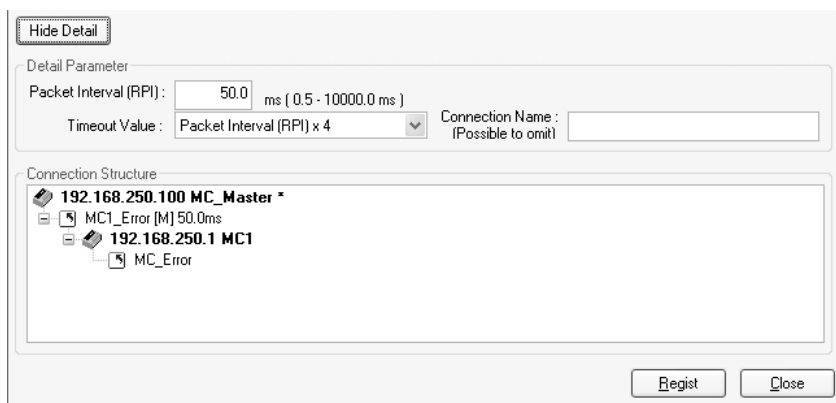 Hide Detail
Detail Parameter
Packet Interval (RPI) : 50.0 ms ( 0.5 - 10000.0 ms )
Timeout Value : Packet Interval (RPI) x 4 Connection Name :
(Possible to omit)
Connection Structure
192.168.250.100 MC_Master *
MC1_Error [M] 50.0ms
192.168.250.1 MC1
MC_Error
Regist Close